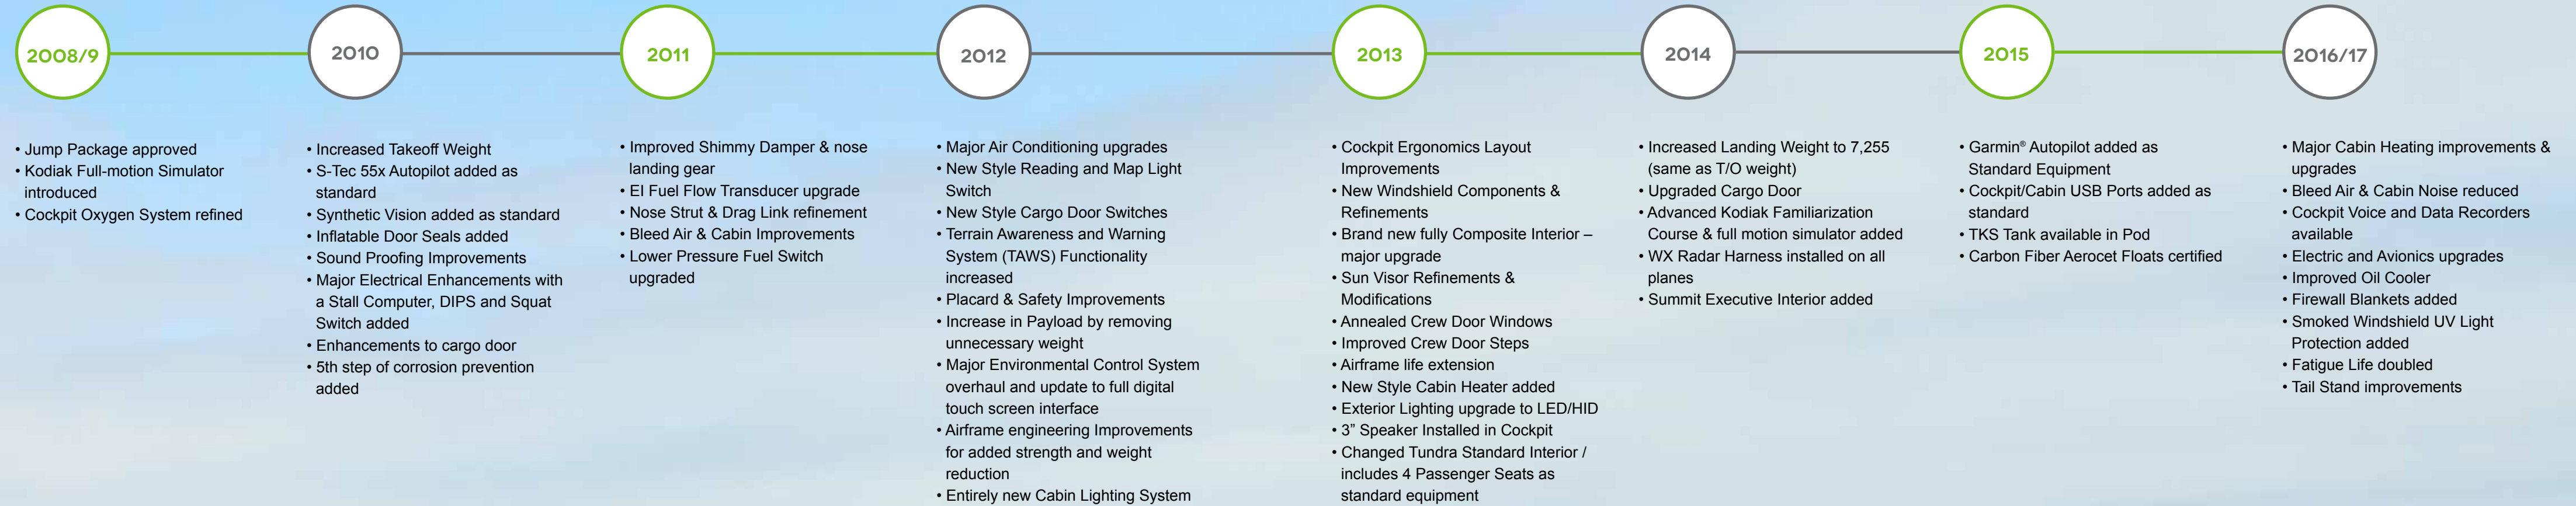 2008/9
• Jump Package approved
• Kodiak Full-motion Simulator
introduced
• Cockpit Oxygen System refined
2010
• Increased Takeoff Weight
• S-Tec 55x Autopilot added as
standard
• Synthetic Vision added as standard
• Inflatable Door Seals added
• Sound Proofing Improvements
• Major Electrical Enhancements with
a Stall Computer, DIPS and Squat
Switch added
• Enhancements to cargo door
• 5th step of corrosion prevention
added
2011
• Improved Shimmy Damper & nose
landing gear
• EI Fuel Flow Transducer upgrade
• Nose Strut & Drag Link refinement
• Bleed Air & Cabin Improvements
• Lower Pressure Fuel Switch
upgraded
2012
• Major Air Conditioning upgrades
• New Style Reading and Map Light
Switch
• New Style Cargo Door Switches
• Terrain Awareness and Warning
System (TAWS) Functionality
increased
• Placard & Safety Improvements
• Increase in Payload by removing
unnecessary weight
• Major Environmental Control System
overhaul and update to full digital
touch screen interface
• Airframe engineering Improvements
for added strength and weight
reduction
• Entirely new Cabin Lighting System
2013
• Cockpit Ergonomics Layout
Improvements
• New Windshield Components &
Refinements
• Brand new fully Composite Interior –
major upgrade
• Sun Visor Refinements &
Modifications
• Annealed Crew Door Windows
• Improved Crew Door Steps
• Airframe life extension
• New Style Cabin Heater added
• Exterior Lighting upgrade to LED/HID
• 3” Speaker Installed in Cockpit
• Changed Tundra Standard Interior /
includes 4 Passenger Seats as
standard equipment
2014
• Increased Landing Weight to 7,255
(same as T/O weight)
• Upgraded Cargo Door
• Advanced Kodiak Familiarization
Course & full motion simulator added
• WX Radar Harness installed on all
planes
• Summit Executive Interior added
2015
• Garmin® Autopilot added as
Standard Equipment
• Cockpit/Cabin USB Ports added as
standard
• TKS Tank available in Pod
• Carbon Fiber Aerocet Floats certified
2016/17
• Major Cabin Heating improvements &
upgrades
• Bleed Air & Cabin Noise reduced
• Cockpit Voice and Data Recorders
available
• Electric and Avionics upgrades
• Improved Oil Cooler
• Firewall Blankets added
• Smoked Windshield UV Light
Protection added
• Fatigue Life doubled
• Tail Stand improvements